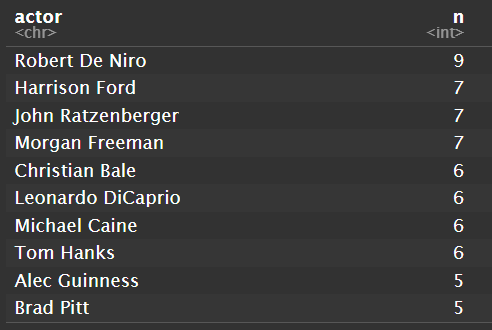 actor n
<chr> <int>
Robert De Niro 9
Harrison Ford 7
John Ratzenberger 7
Morgan Freeman 7
Christian Bale 6
Leonardo DiCaprio 6
Michael Caine 6
Tom Hanks 6
Alec Guinness 5
Brad Pitt 5